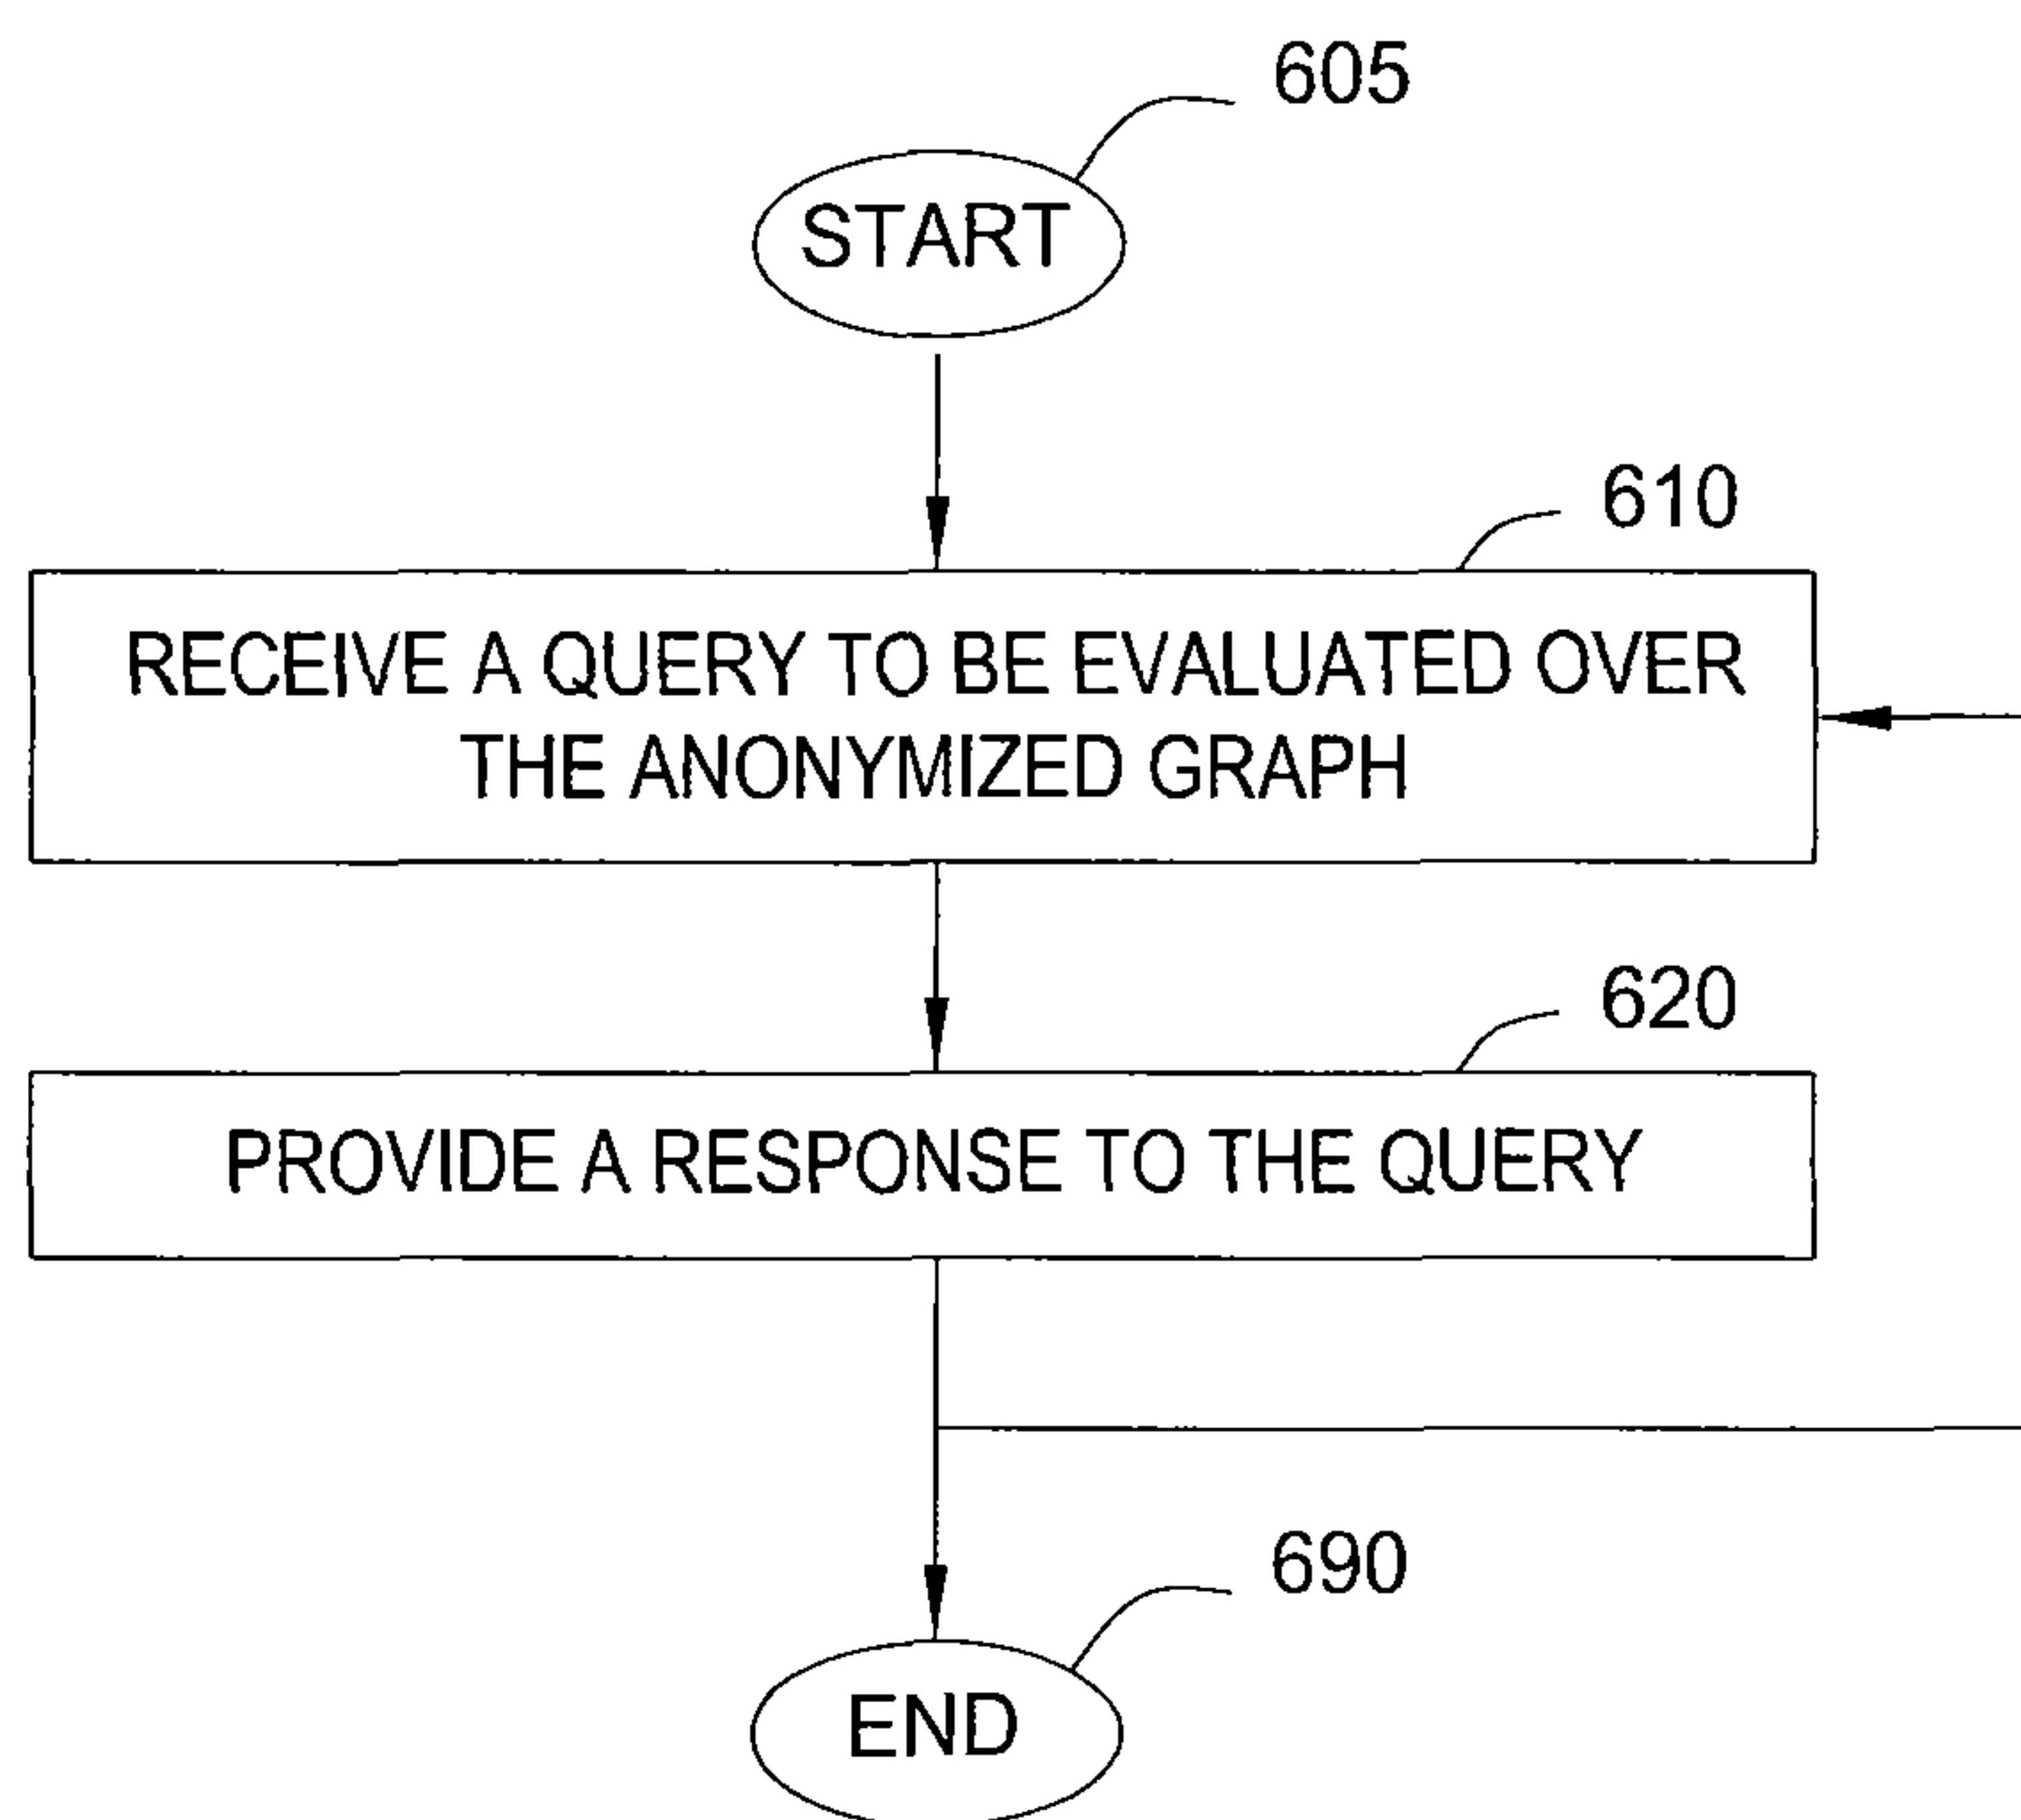 605
START
610
RECEIVE A QUERY TO BE EVALUATED OVER
THE ANONYMIZED GRAPH
620
PROVIDE A RESPONSE TO THE QUERY
690
END